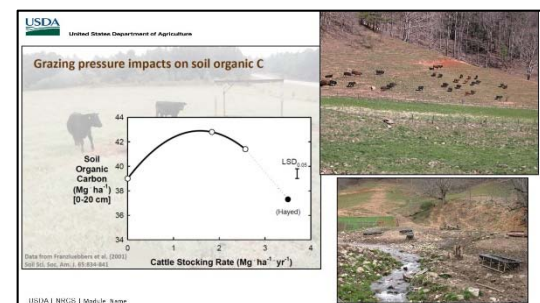 USDA
United States Department of Agriculture
Grazing pressure impacts on soil organic C
44
42
40
38
36
34
Soil
Organic
Carbon
(Mg ha⁻¹)
[0-20 cm]
LSD0.05
(Hayed)
0 1 2 3 4
Cattle Stocking Rate (Mg ha⁻¹ yr⁻¹)
Data from Franzluebbers et al. (2001)
Soil Sci. Soc. Am. J. 65:834-841
USDA | NRCS | Module Name